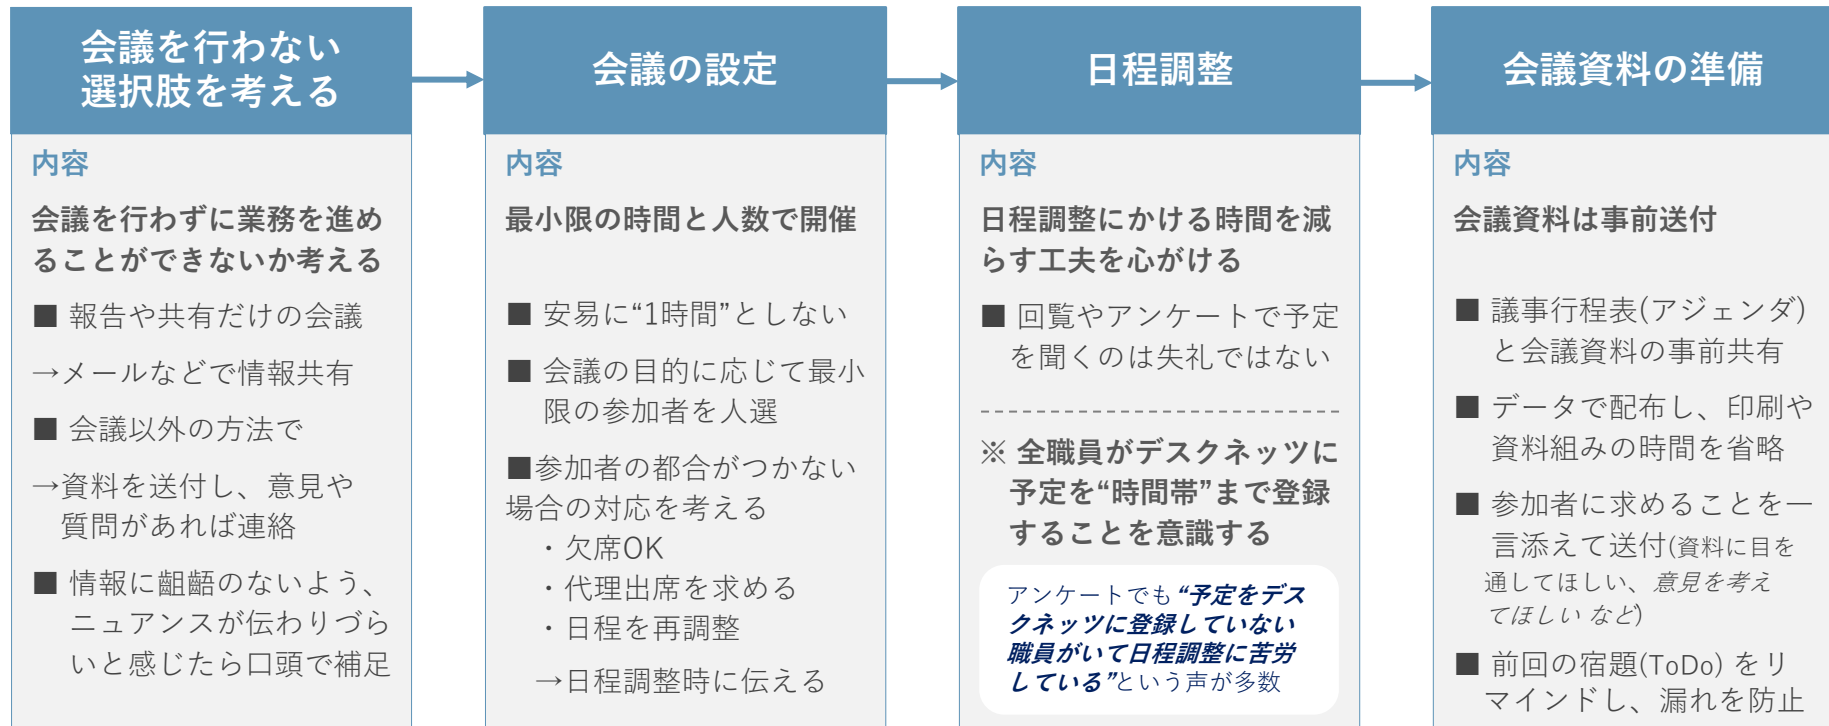 会議を行わない
選択肢を考える
内容
会議を行わずに業務を進め
ることができないか考える
■ 報告や共有だけの会議
→メールなどで情報共有
■ 会議以外の方法で
→資料を送付し、意見や
質問があれば連絡
■ 情報に齟齬のないよう、
ニュアンスが伝わりづら
いと感じたら口頭で補足
会議の設定
内容
最小限の時間と人数で開催
■ 安易に“1時間”としない
■ 会議の目的に応じて最小
限の参加者を人選
■参加者の都合がつかない
場合の対応を考える
・欠席OK
・代理出席を求める
・日程を再調整
→日程調整時に伝える
日程調整
内容
日程調整にかける時間を減
らす工夫を心がける
■ 回覧やアンケートで予定
を聞くのは失礼ではない
※ 全職員がデスクネッツに
予定を“時間帯”まで登録
することを意識する
アンケートでも“予定をデス
クネッツに登録していない
職員がいて日程調整に苦労
している”という声が多数
会議資料の準備
内容
会議資料は事前送付
■ 議事行程表(アジェンダ)
と会議資料の事前共有
■ データで配布し、印刷や
資料組みの時間を省略
■ 参加者に求めることを一
言添えて送付(資料に目を
通してほしい、意見を考え
てほしい など)
■ 前回の宿題(ToDo) をリ
マインドし、漏れを防止